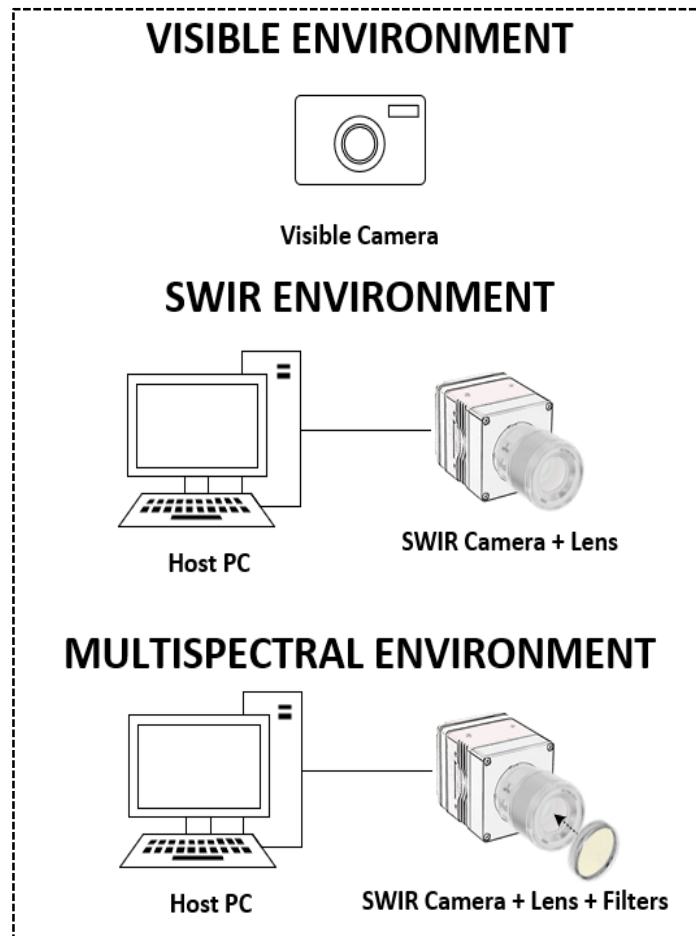 VISIBLE ENVIRONMENT
Visible Camera
SWIR ENVIRONMENT
Host PC
SWIR Camera + Lens
MULTISPECTRAL ENVIRONMENT
Host PC
SWIR Camera + Lens + Filters